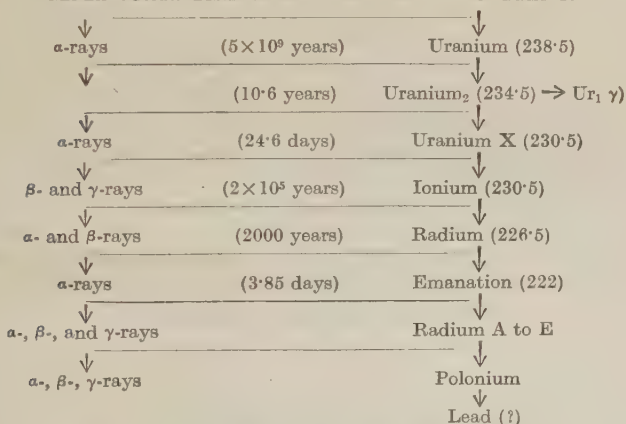 α-rays (5×10⁹ years) Uranium (238·5)
(10·6 years) Uranium₂ (234·5) → Ur₁ γ)
α-rays (24·6 days) Uranium X (230·5)
β- and γ-rays (2×10⁵ years) Ionium (230·5)
α- and β-rays (2000 years) Radium (226·5)
α-rays (3·85 days) Emanation (222)
α-, β-, and γ-rays Radium A to E
α-, β-, γ-rays Polonium
Lead (?)